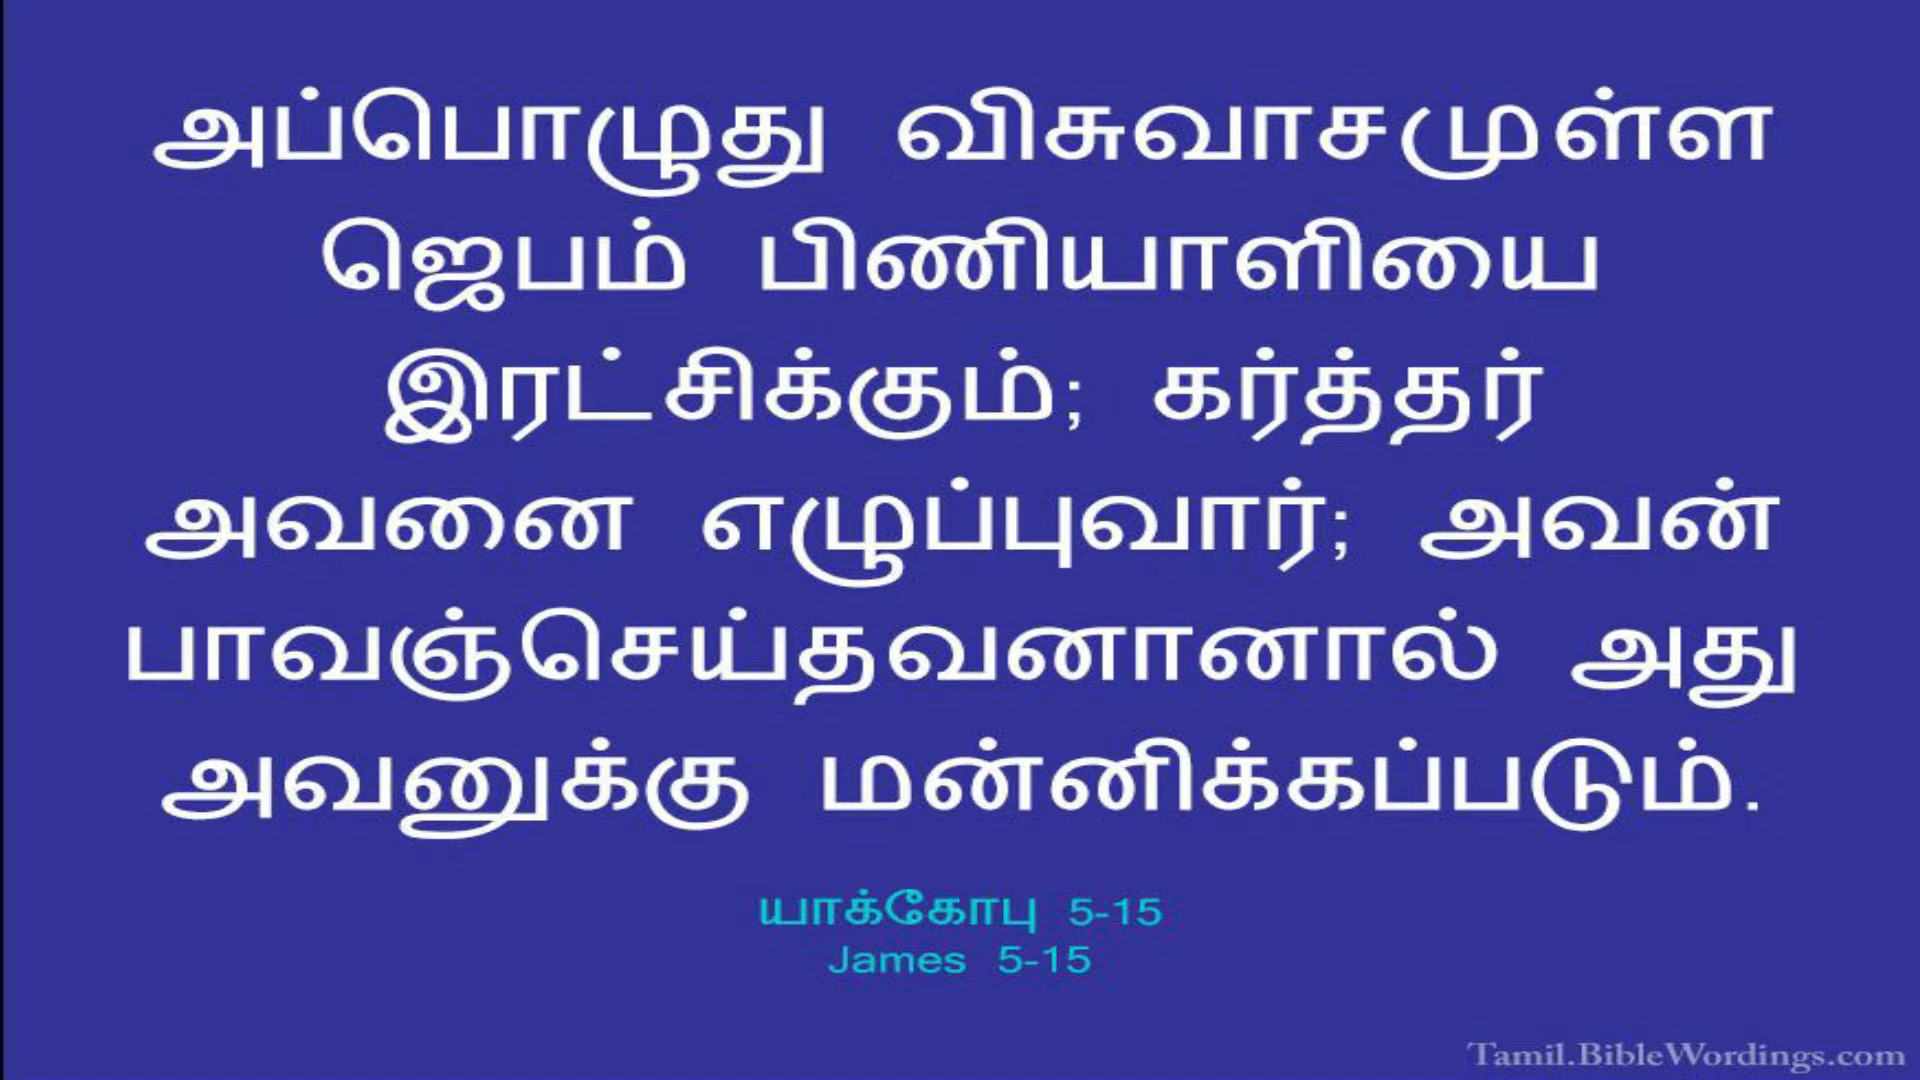 அப்பொழுது விசுவாசமுள்ள
ஜெபம் பிணியாளியை
இரட்சிக்கும்; கர்த்தர்
அவனை எழுப்புவார்; அவன்
பாவஞ்செய்தவனானால் அது
அவனுக்கு மன்னிக்கப்படும்.
யாக்கோபு 5-15
James 5-15
Tamil.BibleWordings.com